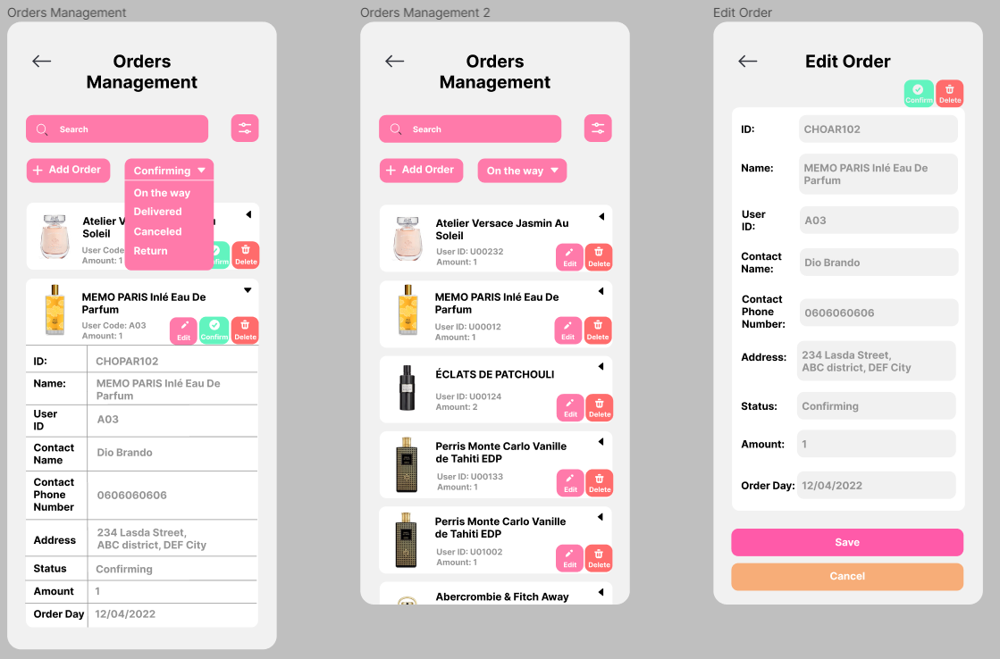 Orders Management
Orders
Management
Search
Add Order
Confirming
On the way
Delivered
Canceled
Return
Atelier V
Soleil
User Code
Amount: 1
firm
Delete
MEMO PARIS Inlé Eau De
Parfum
User Code: A03
Amount: 1
Edit
Confirm
Delete
ID:
CHOPAR102
Name:
MEMO PARIS Inlé Eau De
Parfum
User
ID
A03
Contact
Name
Dio Brando
Contact
Phone
Number
0606060606
Address
234 Lasda Street,
ABC district, DEF City
Status
Confirming
Amount
1
Order Day
12/04/2022
Orders Management 2
Orders
Management
Search
Add Order
On the way
Atelier Versace Jasmin Au
Soleil
User ID: U00232
Amount: 1
Edit
Delete
MEMO PARIS Inlé Eau De
Parfum
User ID: U00012
Amount: 1
Edit
Delete
ÉCLATS DE PATCHOULI
User ID: U00124
Amount: 2
Edit
Delete
Perris Monte Carlo Vanille
de Tahiti EDP
User ID: U00133
Amount: 1
Edit
Delete
Perris Monte Carlo Vanille
de Tahiti EDP
User ID: U01002
Amount: 1
Edit
Delete
Abercrombie & Fitch Away
Edit Order
Edit Order
Confirm
Delete
ID:
CHOAR102
Name:
MEMO PARIS Inlé Eau De
Parfum
User
ID:
A03
Contact
Name:
Dio Brando
Contact
Phone
Number:
0606060606
Address:
234 Lasda Street,
ABC district, DEF City
Status:
Confirming
Amount:
1
Order Day:
12/04/2022
Save
Cancel